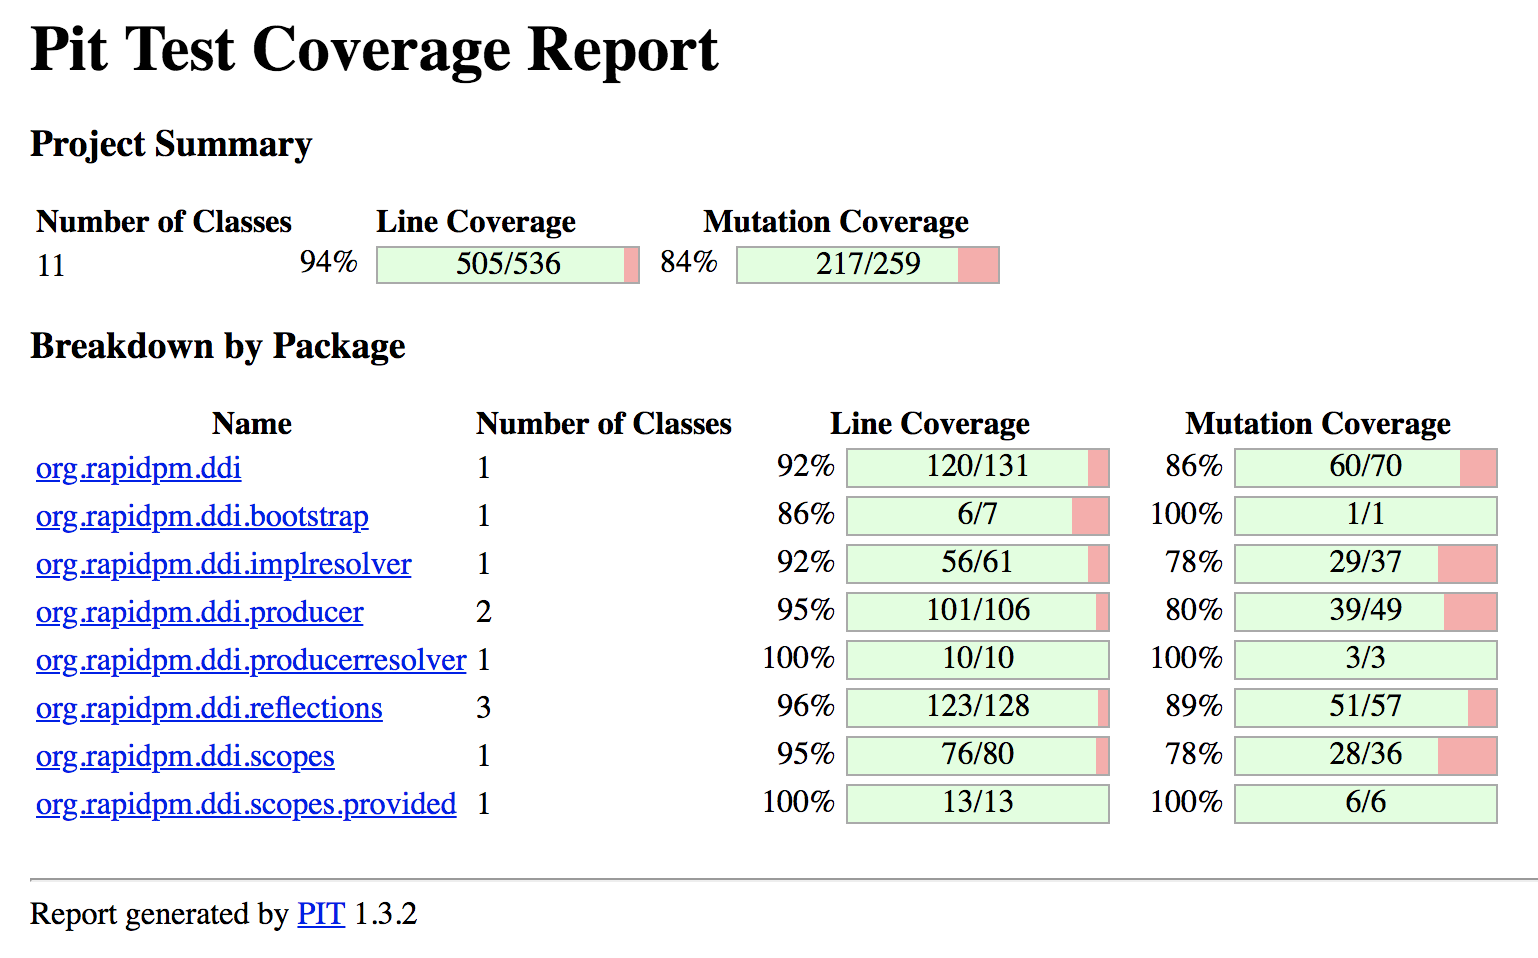 Pit Test Coverage Report
Project Summary
Number of Classes Line Coverage Mutation Coverage
11 94% 505/536 84% 217/259
Breakdown by Package
Name Number of Classes Line Coverage Mutation Coverage
org.rapidpm.ddi 1 92% 120/131 86% 60/70
org.rapidpm.ddi.bootstrap 1 86% 6/7 100% 1/1
org.rapidpm.ddi.implresolver 1 92% 56/61 78% 29/37
org.rapidpm.ddi.producer 2 95% 101/106 80% 39/49
org.rapidpm.ddi.producerresolver 1 100% 10/10 100% 3/3
org.rapidpm.ddi.reflections 3 96% 123/128 89% 51/57
org.rapidpm.ddi.scopes 1 95% 76/80 78% 28/36
org.rapidpm.ddi.scopes.provided 1 100% 13/13 100% 6/6
Report generated by PIT 1.3.2